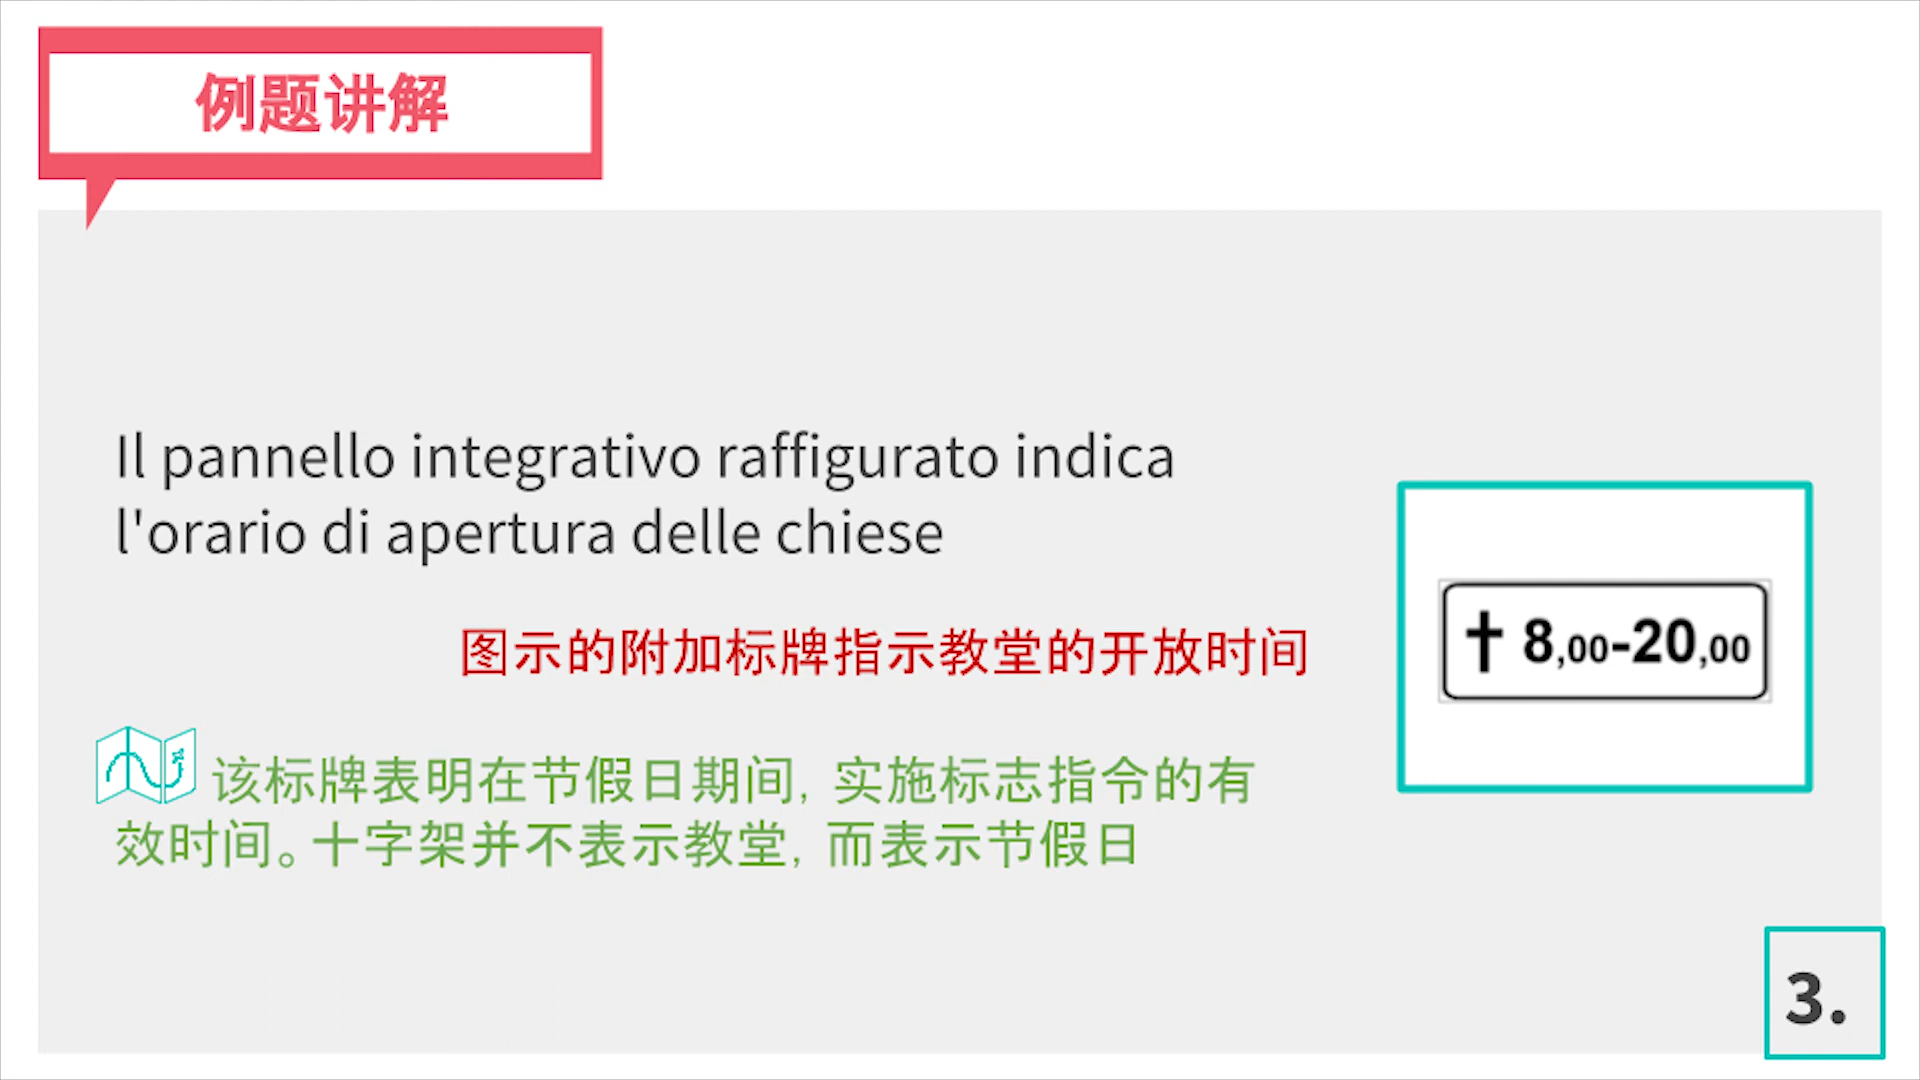 例题讲解
Il pannello integrativo raffigurato indica
l'orario di apertura delle chiese
图示的附加标牌指示教堂的开放时间
✝ 8,00-20,00
该标牌表明在节假日期间，实施标志指令的有
效时间。十字架并不表示教堂，而表示节假日
3.